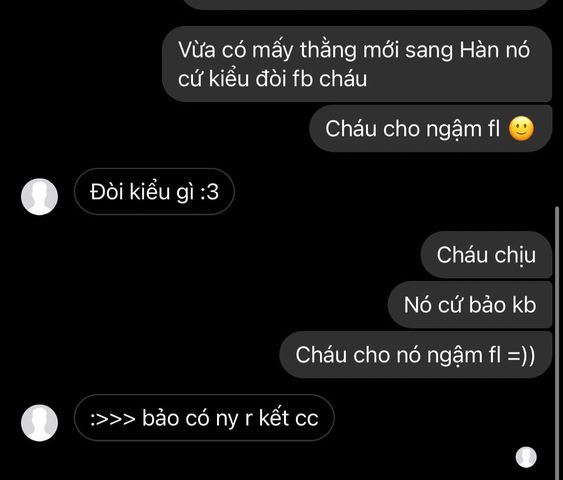 Vừa có mấy thằng mới sang Hàn nó
cứ kiểu đòi fb cháu
Cháu cho ngậm fl 🙂
Đòi kiểu gì :3
Cháu chịu
Nó cứ bảo kb
Cháu cho nó ngậm fl =))
:>>> bảo có ny r kết cc